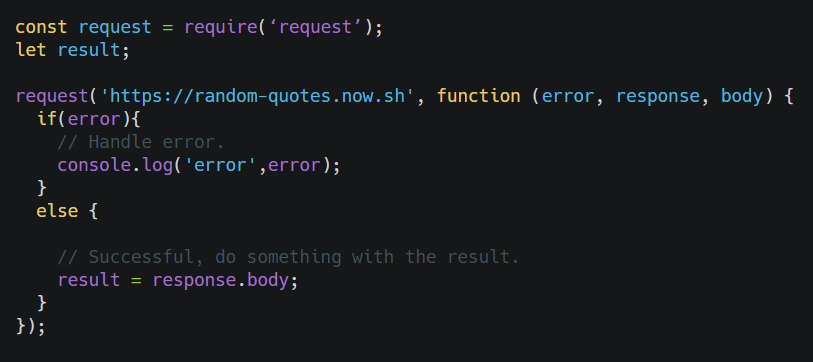 const request = require(‘request’);
let result;

request('https://random-quotes.now.sh', function (error, response, body) {
  if(error){
    // Handle error.
    console.log('error',error);
  }
  else {

    // Successful, do something with the result.
    result = response.body;
  }
});